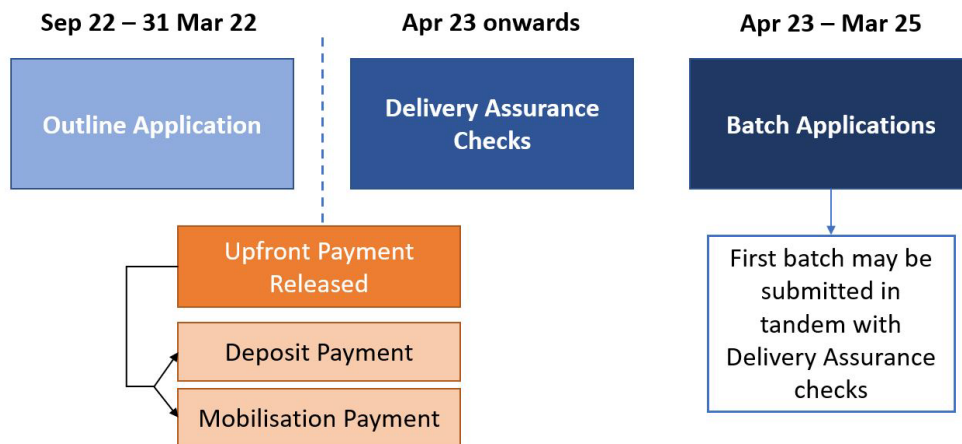 Sep 22 – 31 Mar 22
Apr 23 onwards
Apr 23 – Mar 25
Outline Application
Delivery Assurance
Checks
Batch Applications
Upfront Payment
Released
Deposit Payment
Mobilisation Payment
First batch may be
submitted in
tandem with
Delivery Assurance
checks